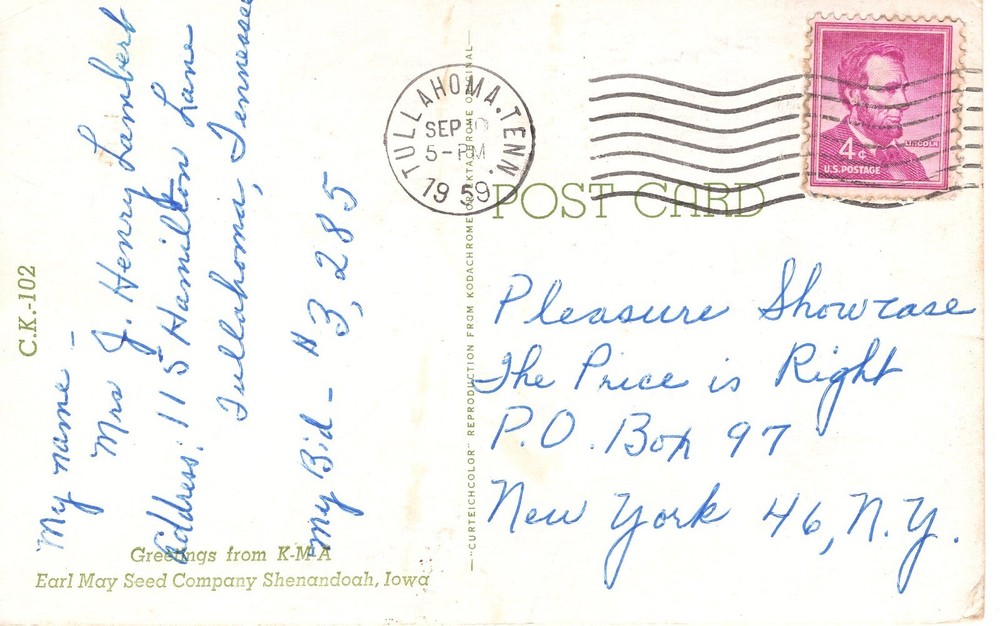 My name -
Mrs J. Henry Lambert
Address: 115 Hamilton Lane
Tullahoma, Tennessee
My Bid - "3,285
C.K.-102
Greetings from K-M-A
Earl May Seed Company Shenandoah, Iowa
—CURTEICHCOLOR" REPRODUCTION FROM KODACHROME OR EKTACHROME ORIGINAL—
TULLAHOMA, TENN.
SEP
5-PM
1959
4¢
LINCOLN
U.S. POSTAGE
POST CARD
Pleasure Showcase
The Price is Right
P.O. Box 97
New York 46, N.Y.